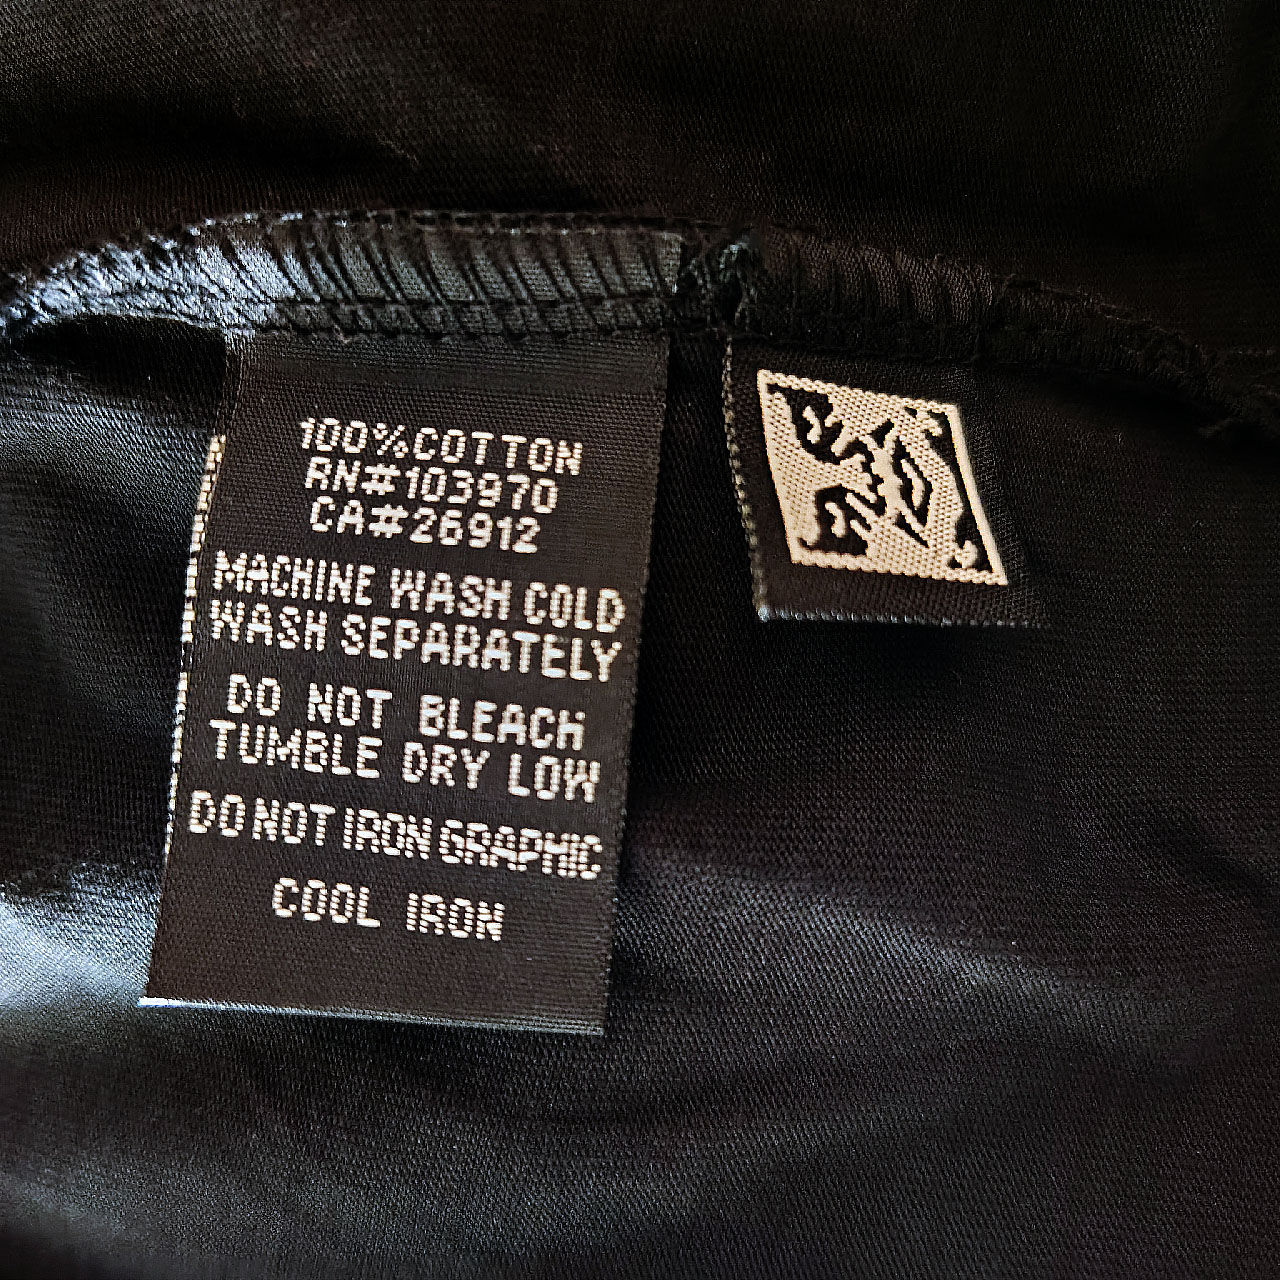 100%COTTON
RN#103970
CA#26912
MACHINE WASH COLD
WASH SEPARATELY
DO NOT BLEACH
TUMBLE DRY LOW
DO NOT IRON GRAPHIC
COOL IRON